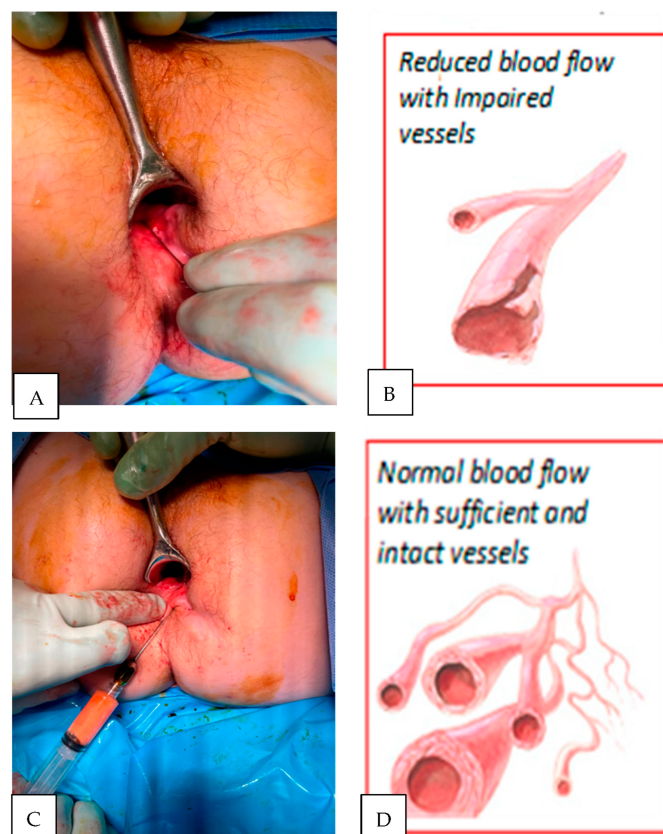 Reduced blood flow
with Impaired
vessels
A
B
Normal blood flow
with sufficient and
intact vessels
C
D